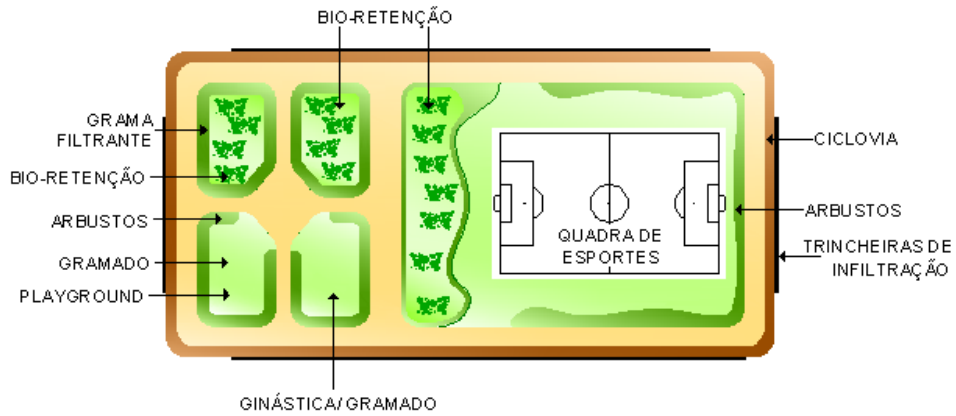 BIO-RETENÇÃO
GRAMA
FILTRANTE
BIO-RETENÇÃO
ARBUSTOS
GRAMADO
PLAYGROUND
QUADRA DE
ESPORTES
CICLOVIA
ARBUSTOS
TRINCHEIRAS DE
INFILTRAÇÃO
GINÁSTICA/GRAMADO